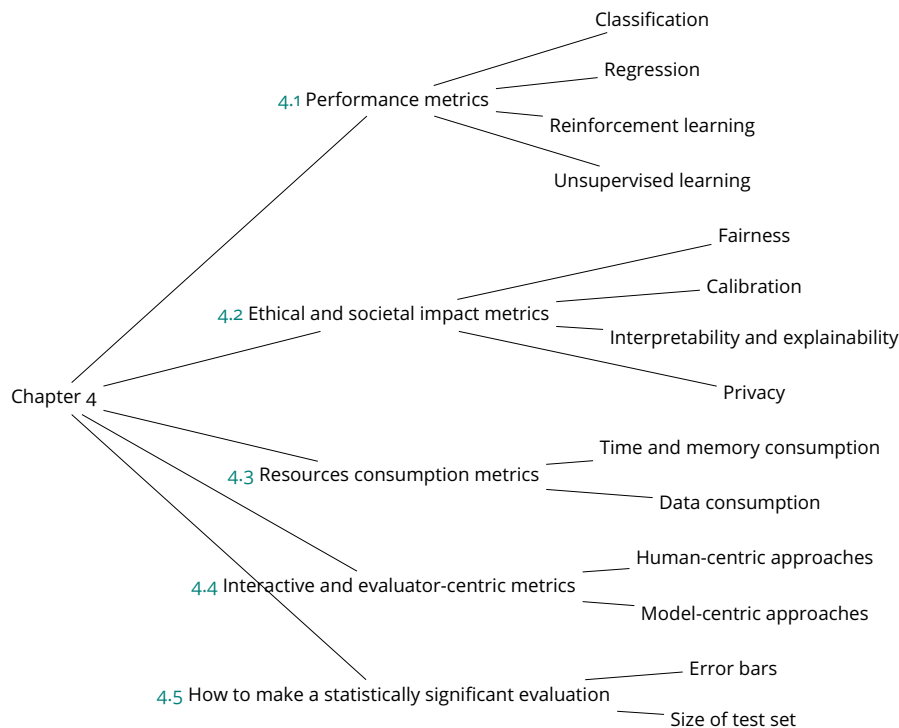 Chapter 4
4.1 Performance metrics
Classification
Regression
Reinforcement learning
Unsupervised learning
4.2 Ethical and societal impact metrics
Fairness
Calibration
Interpretability and explainability
Privacy
4.3 Resources consumption metrics
Time and memory consumption
Data consumption
4.4 Interactive and evaluator-centric metrics
Human-centric approaches
Model-centric approaches
4.5 How to make a statistically significant evaluation
Error bars
Size of test set